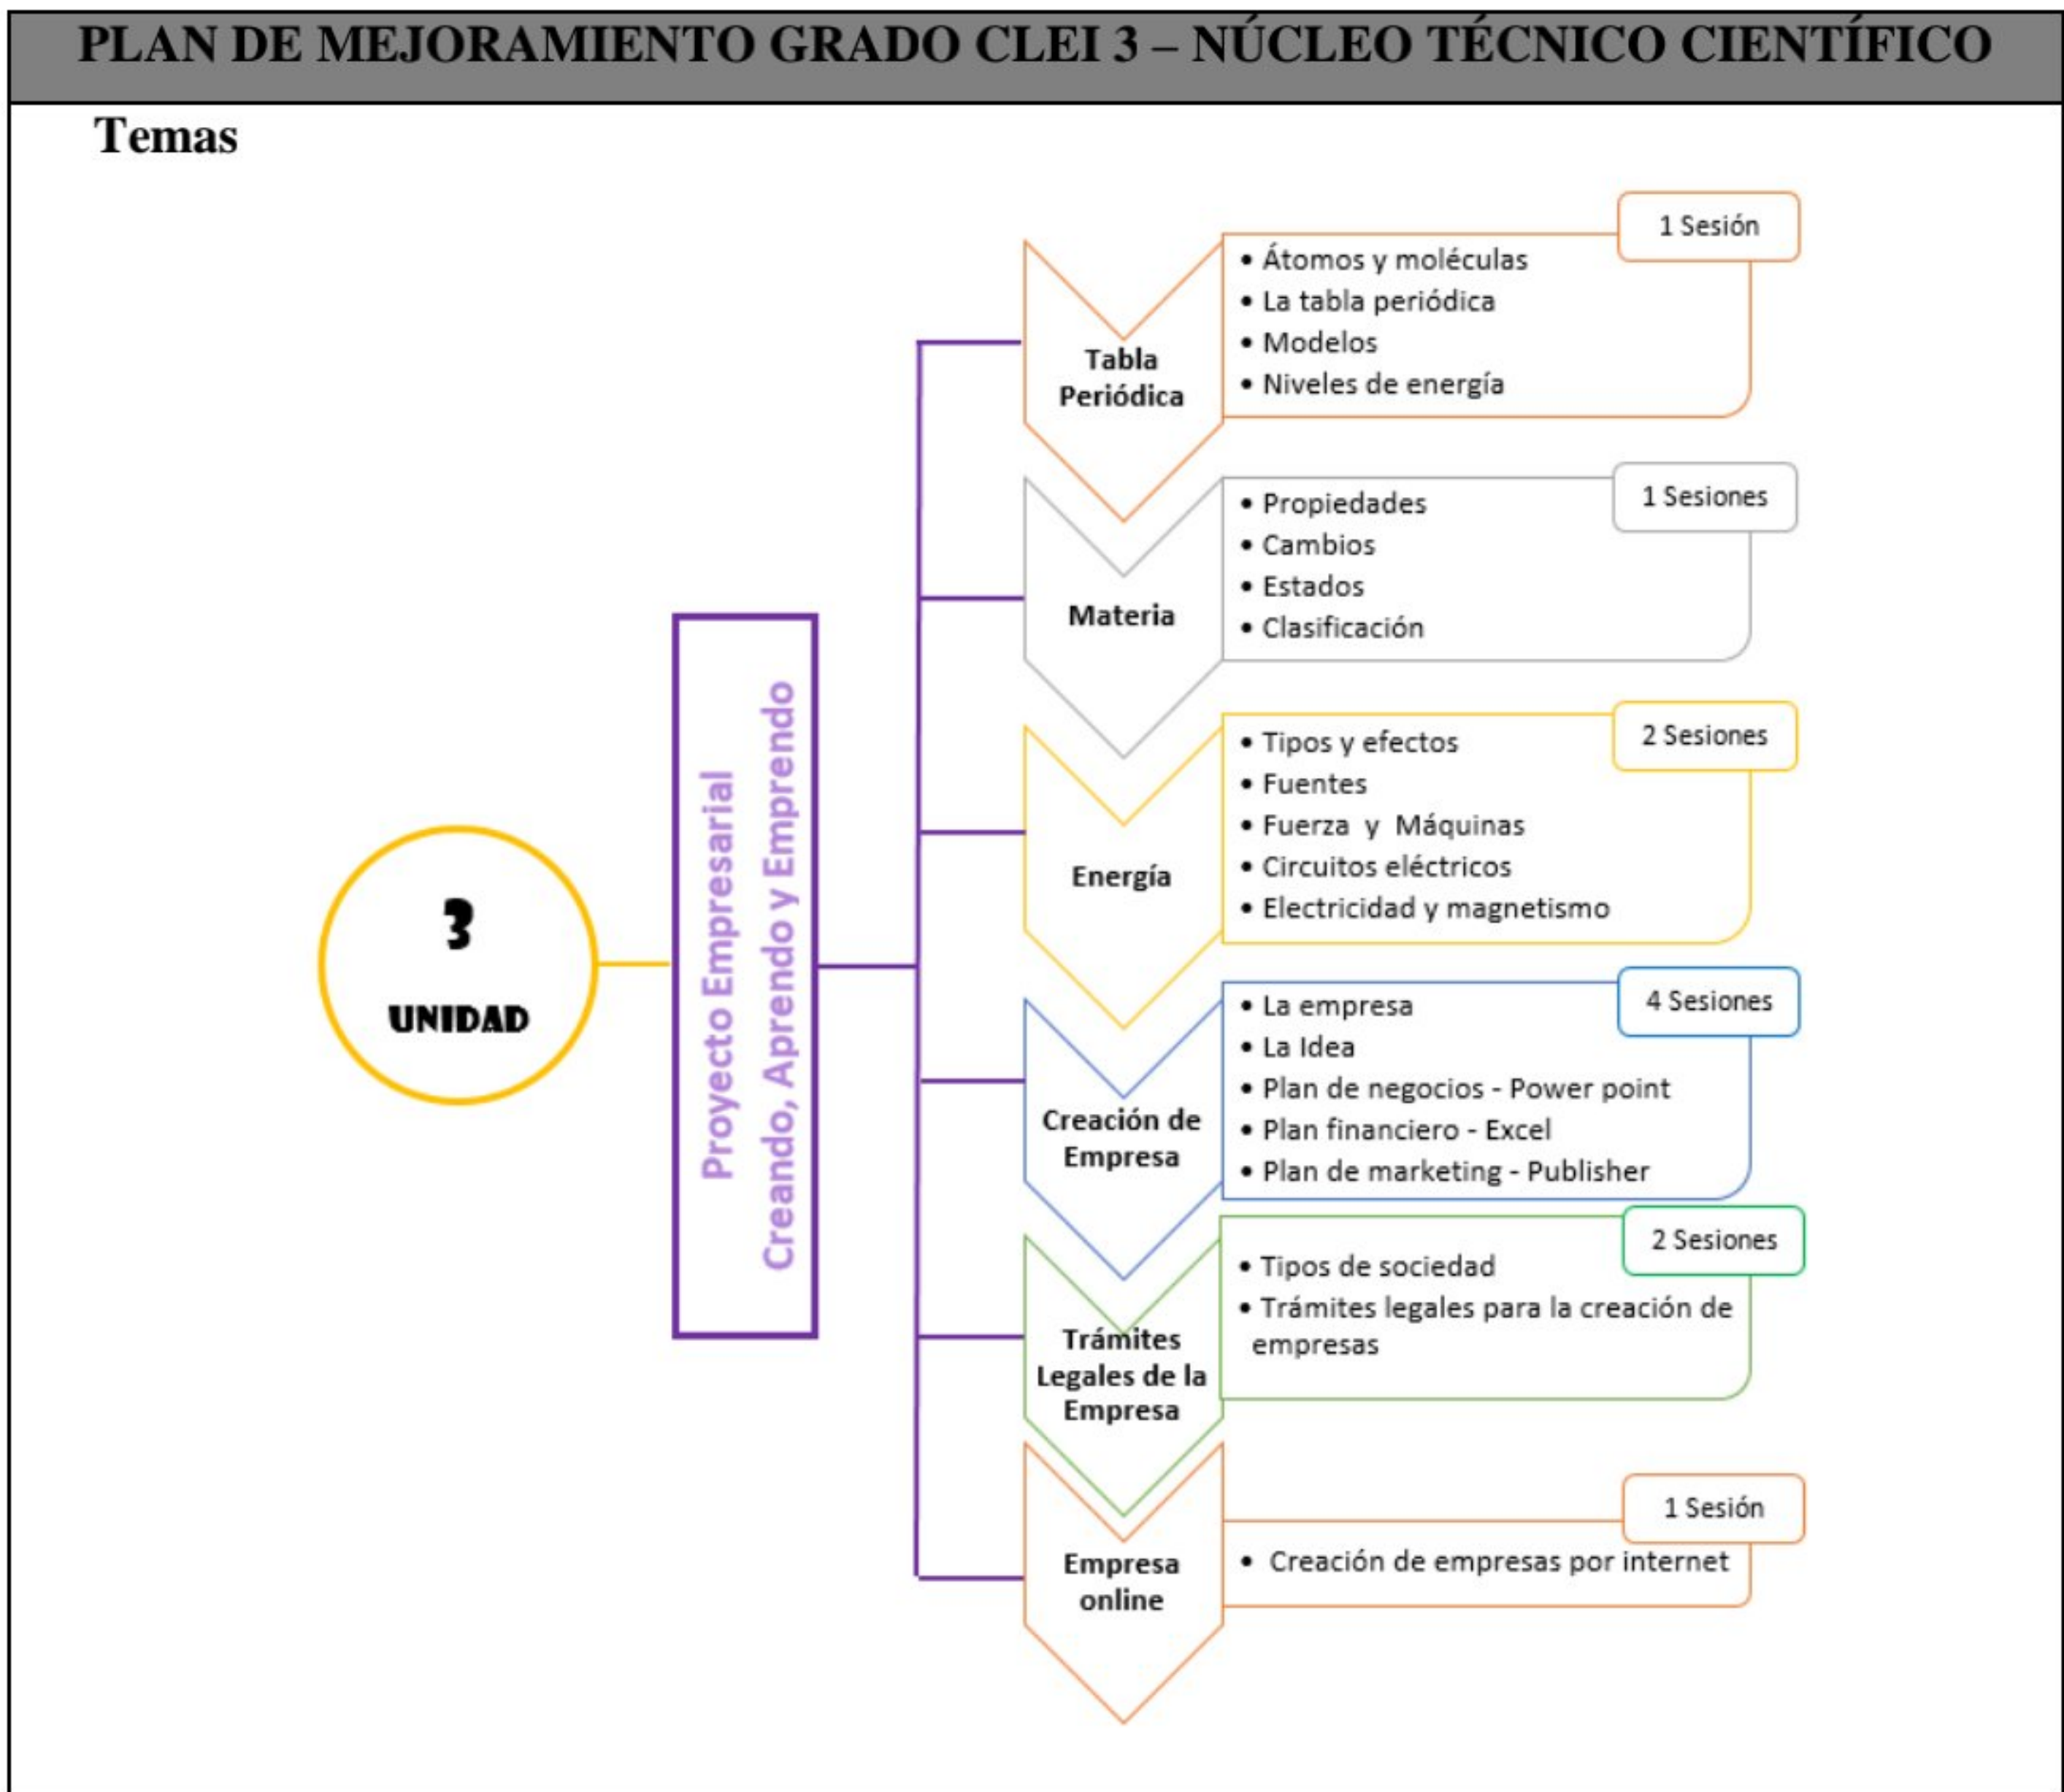 PLAN DE MEJORAMIENTO GRADO CLEI 3 – NÚCLEO TÉCNICO CIENTÍFICO
Temas
3
UNIDAD
Proyecto Empresarial
Creando, Aprendo y Emprendo
Tabla
Periódica
1 Sesión
• Átomos y moléculas
• La tabla periódica
• Modelos
• Niveles de energía
Materia
1 Sesiones
• Propiedades
• Cambios
• Estados
• Clasificación
Energía
2 Sesiones
• Tipos y efectos
• Fuentes
• Fuerza y Máquinas
• Circuitos eléctricos
• Electricidad y magnetismo
Creación de
Empresa
4 Sesiones
• La empresa
• La Idea
• Plan de negocios - Power point
• Plan financiero - Excel
• Plan de marketing - Publisher
Trámites
Legales de la
Empresa
2 Sesiones
• Tipos de sociedad
• Trámites legales para la creación de
empresas
Empresa
online
1 Sesión
• Creación de empresas por internet